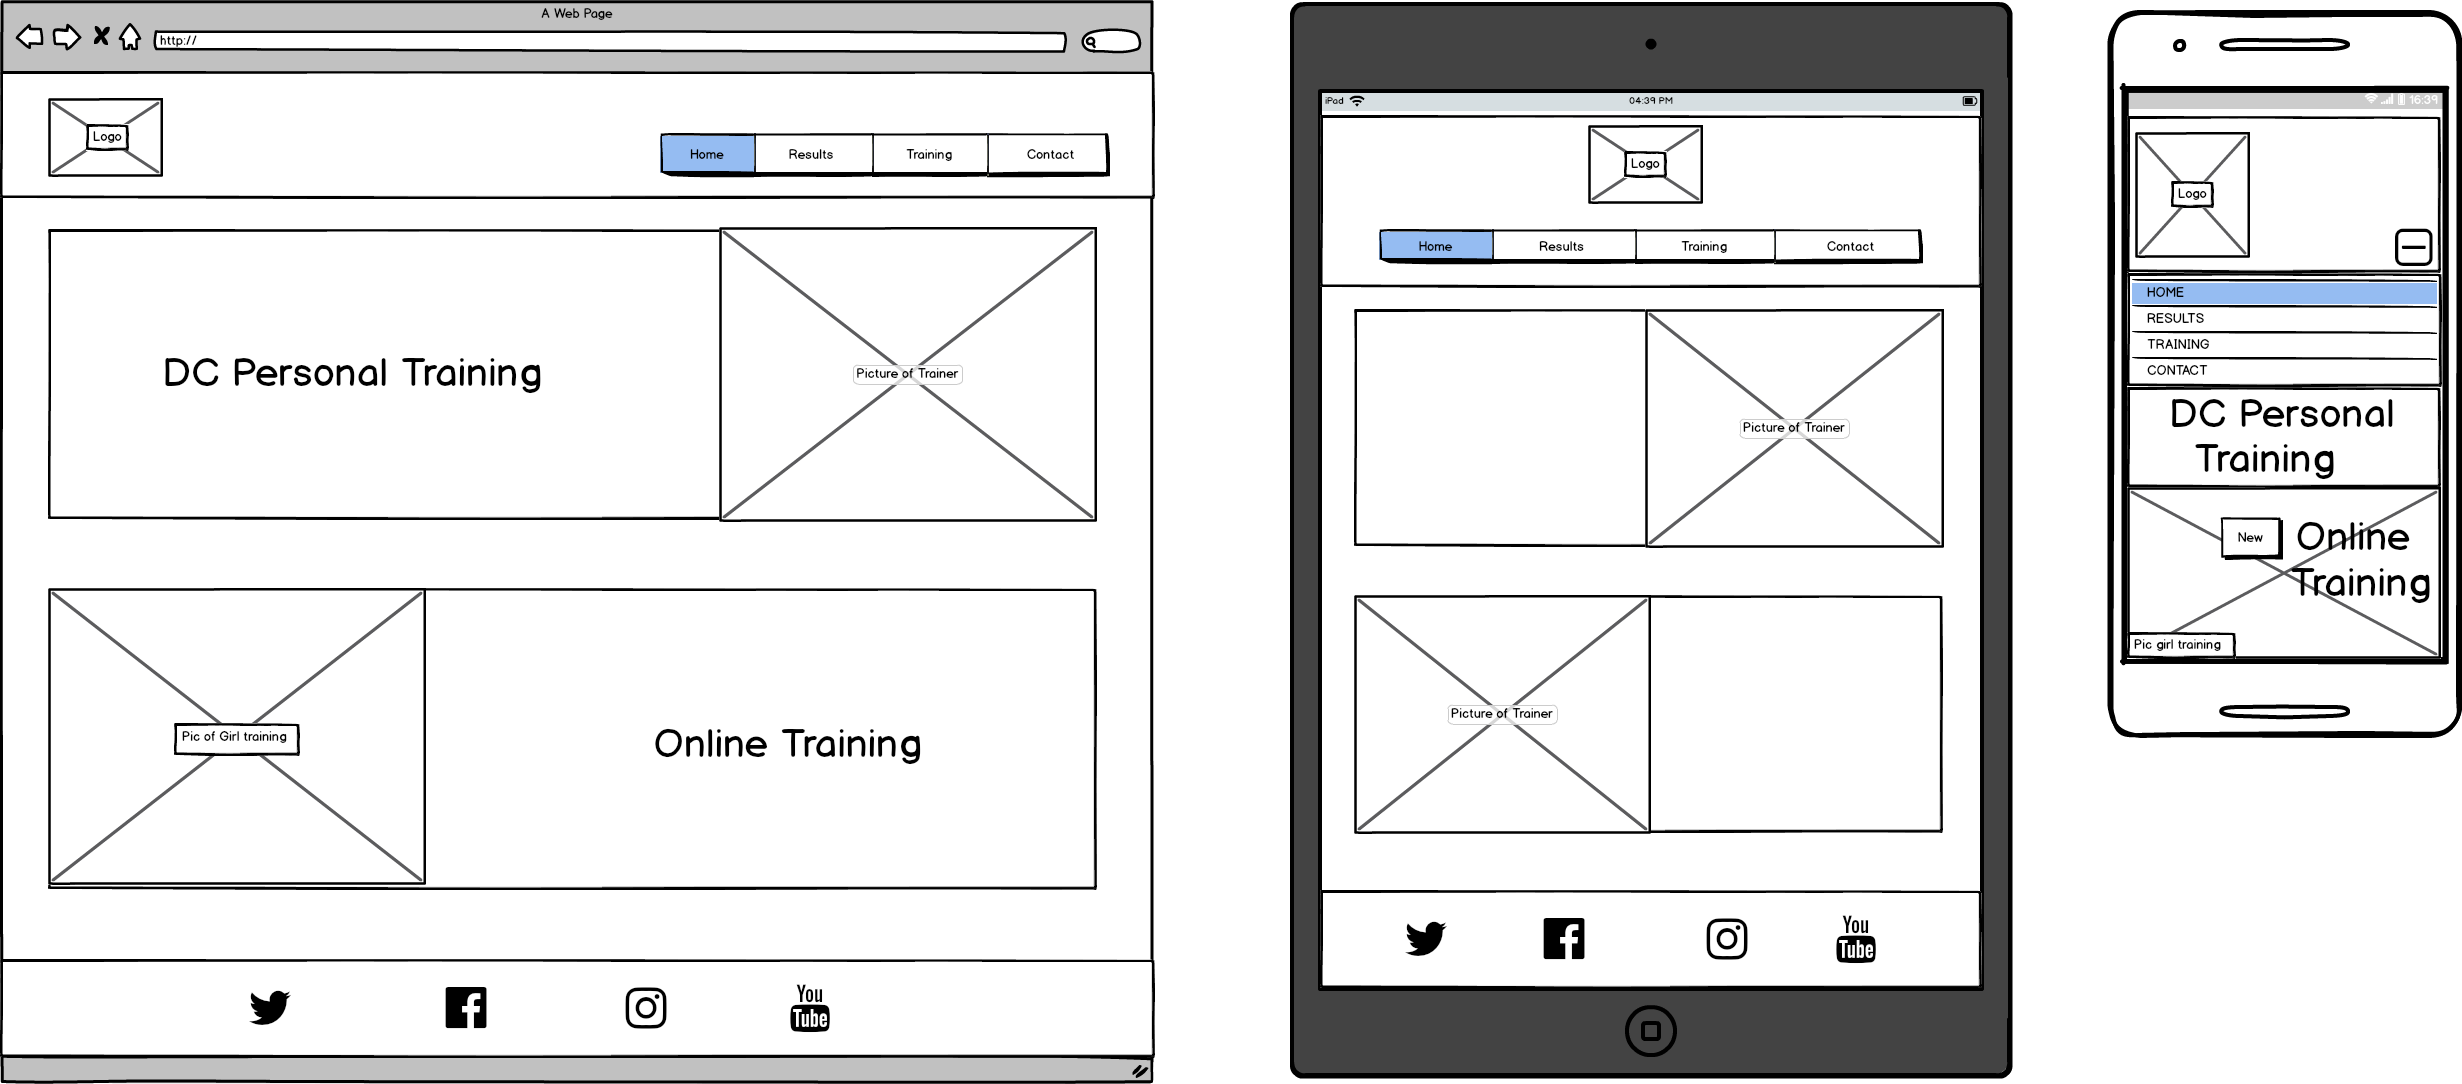 A Web Page
http://
Logo
Home Results Training Contact
DC Personal Training
Picture of Trainer
Pic of Girl training
Online Training
You
Tube
iPad 04:39 PM
Logo
Home Results Training Contact
Picture of Trainer
Picture of Trainer
You
Tube
16:39
Logo
HOME
RESULTS
TRAINING
CONTACT
DC Personal
Training
New
Online
Training
Pic girl training